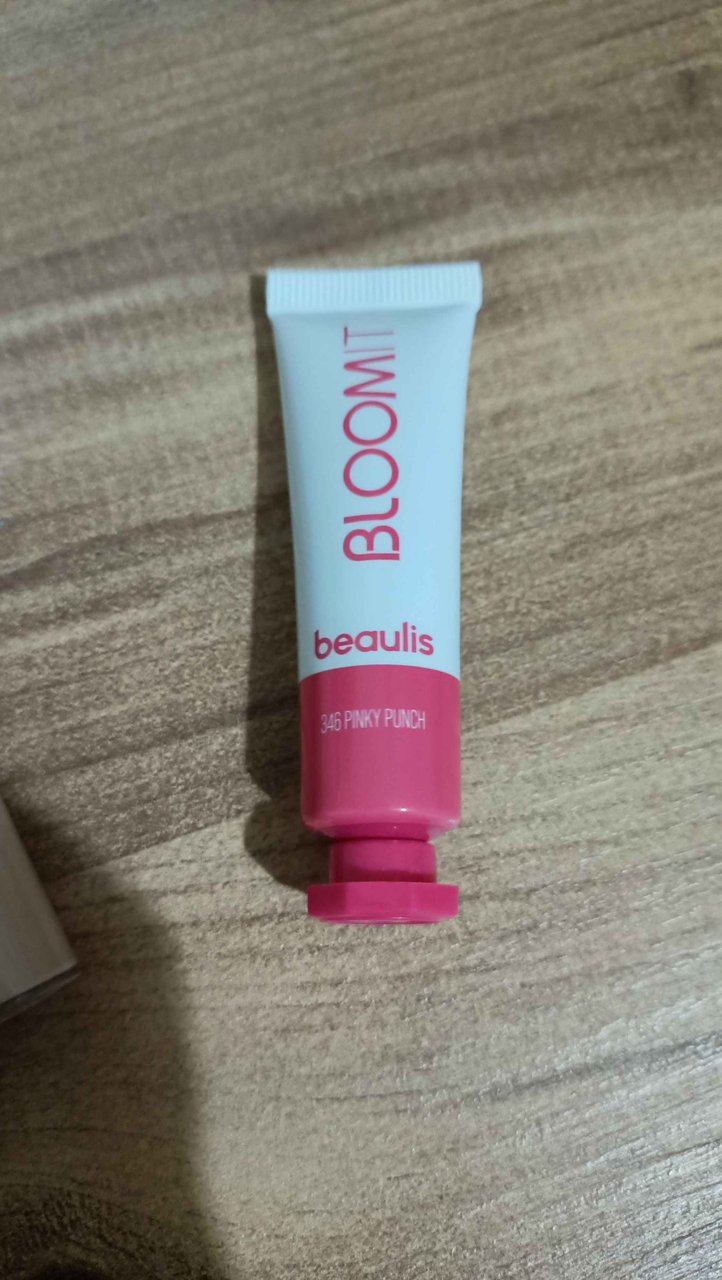 BLOOMIT
beaulis
346 PINKY PUNCH